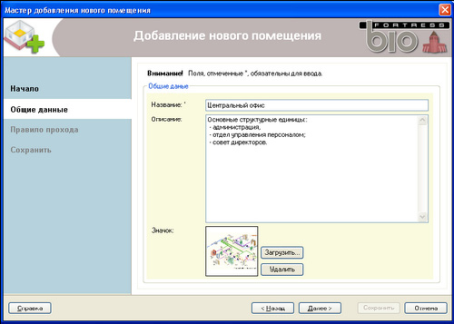 Мастер добавления нового помещения
Добавление нового помещения
FORTRESS
bio
Начало
Общие данные
Правило прохода
Сохранить
Внимание! Поля, отмеченные *, обязательны для ввода.
Общие данные
Название: *
Центральный офис
Описание:
Основные структурные единицы:
- администрация,
- отдел управления персоналом;
- совет директоров.
Значок:
Загрузить...
Удалить
Справка
< Назад
Далее >
Сохранить
Отмена